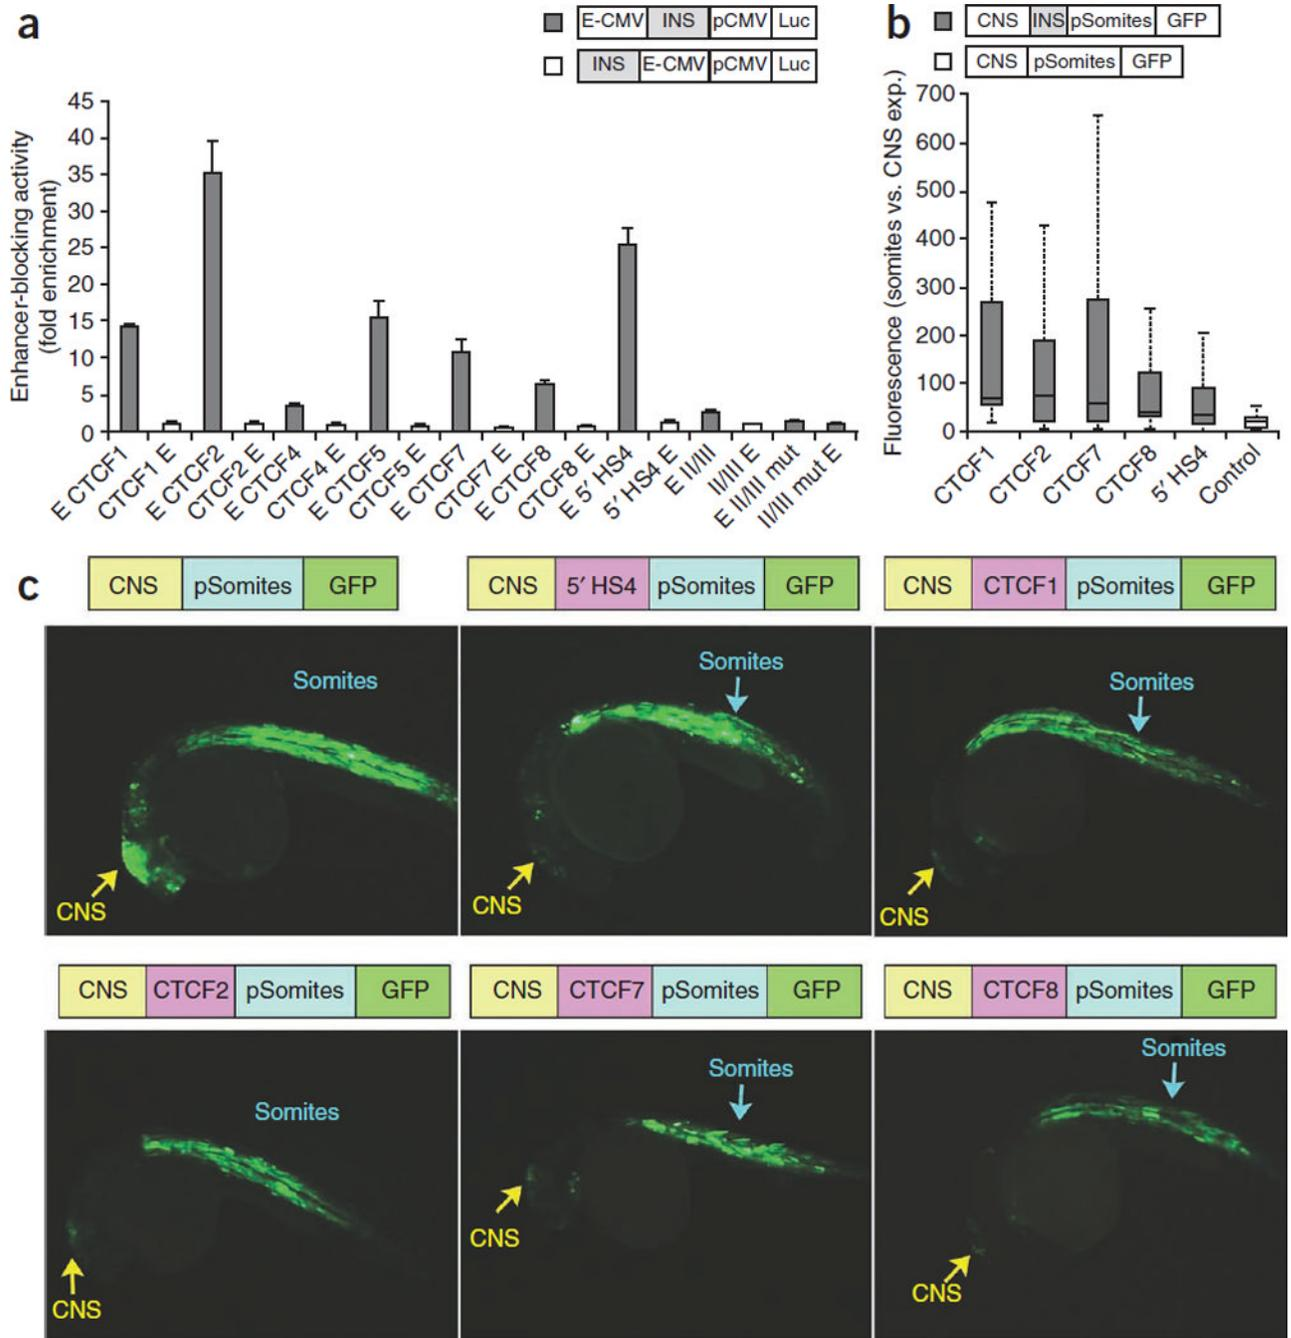 a
E-CMV INS pCMV Luc
INS E-CMV pCMV Luc
Enhancer-blocking activity
(fold enrichment)
45
40
35
30
25
20
15
10
5
0
E CTCF1
CTCF1 E
E CTCF2
CTCF2 E
E CTCF4
CTCF4 E
E CTCF5
CTCF5 E
E CTCF7
CTCF7 E
E CTCF8
CTCF8 E
E 5′ HS4
5′ HS4 E
E II/III
II/III E
E II/III mut
II/III mut E
b
CNS INS pSomites GFP
CNS pSomites GFP
Fluorescence (somites vs. CNS exp.)
700
600
500
400
300
200
100
0
CTCF1
CTCF2
CTCF7
CTCF8
5′ HS4
Control
c
CNS pSomites GFP
CNS 5′ HS4 pSomites GFP
CNS CTCF1 pSomites GFP
Somites
CNS
Somites
CNS
Somites
CNS
CNS CTCF2 pSomites GFP
CNS CTCF7 pSomites GFP
CNS CTCF8 pSomites GFP
Somites
CNS
Somites
CNS
Somites
CNS